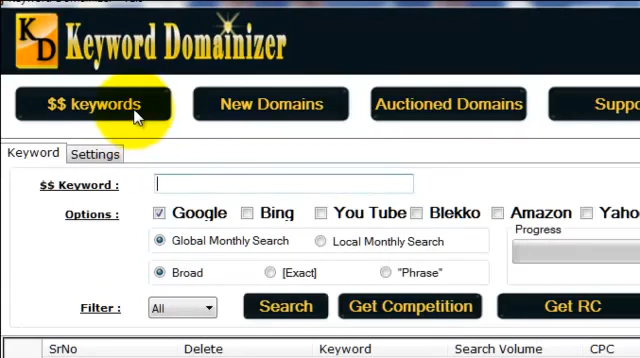 KD Keyword Domainizer
$$ keywords New Domains Auctioned Domains
Keyword Settings
$$ Keyword :
Options : Google Bing You Tube Blekko Amazon
Global Monthly Search Local Monthly Search Progress
Broad [Exact] "Phrase"
Filter : All Search Get Competition Get RC
SrNo Delete Keyword Search Volume CPC